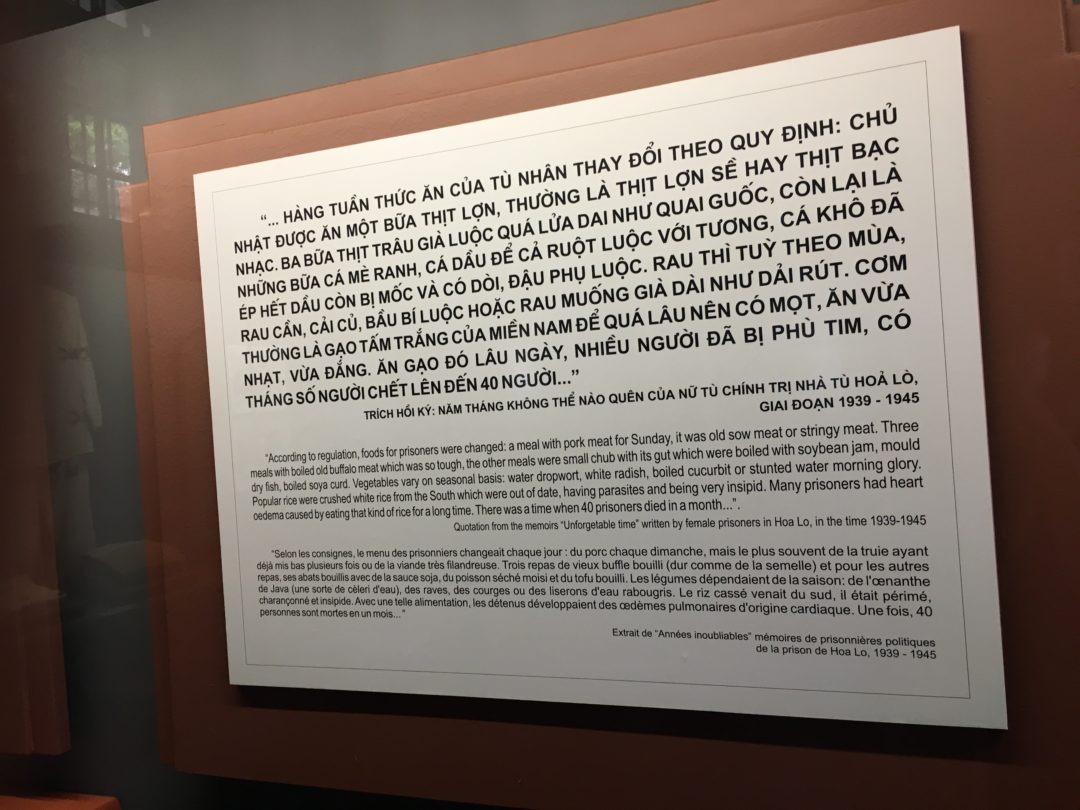 “... HÀNG TUẦN THỨC ĂN CỦA TÙ NHÂN THAY ĐỔI THEO QUY ĐỊNH: CHỦ
NHẬT ĐƯỢC ĂN MỘT BỮA THỊT LỢN, THƯỜNG LÀ THỊT LỢN SỀ HAY THỊT BẠC
NHẠC. BA BỮA THỊT TRÂU GIÀ LUỘC QUÁ LỬA DAI NHƯ QUAI GUỐC, CÒN LẠI LÀ
NHỮNG BỮA CÁ MÈ RANH, CÁ DẦU ĐỂ CẢ RUỘT LUỘC VỚI TƯƠNG, CÁ KHÔ ĐÃ
ÉP HẾT DẦU CÒN BỊ MỐC VÀ CÓ DÒI, ĐẬU PHỤ LUỘC. RAU THÌ TUỲ THEO MÙA,
RAU CẦN, CẢI CỦ, BẦU BÍ LUỘC HOẶC RAU MUỐNG GIÀ DÀI NHƯ DẢI RÚT. CƠM
THƯỜNG LÀ GẠO TẤM TRẮNG CỦA MIỀN NAM ĐỂ QUÁ LÂU NÊN CÓ MỌT, ĂN VỪA
NHẠT, VỪA ĐẮNG. ĂN GẠO ĐÓ LÂU NGÀY, NHIỀU NGƯỜI ĐÃ BỊ PHÙ TIM, CÓ
THÁNG SỐ NGƯỜI CHẾT LÊN ĐẾN 40 NGƯỜI...”
TRÍCH HỒI KÝ: NĂM THÁNG KHÔNG THỂ NÀO QUÊN CỦA NỮ TÙ CHÍNH TRỊ NHÀ TÙ HOẢ LÒ,
GIAI ĐOẠN 1939 - 1945
“According to regulation, foods for prisoners were changed: a meal with pork meat for Sunday, it was old sow meat or stringy meat. Three
meals with boiled old buffalo meat which was so tough, the other meals were small chub with its gut which were boiled with soybean jam, mould
dry fish, boiled soya curd. Vegetables vary on seasonal basis: water dropwort, white radish, boiled cucurbit or stunted water morning glory.
Popular rice were crushed white rice from the South which were out of date, having parasites and being very insipid. Many prisoners had heart
oedema caused by eating that kind of rice for a long time. There was a time when 40 prisoners died in a month...”.
Quotation from the memoirs “Unforgetable time” written by female prisoners in Hoa Lo, in the time 1939-1945
“Selon les consignes, le menu des prisonniers changeait chaque jour : du porc chaque dimanche, mais le plus souvent de la truie ayant
déjà mis bas plusieurs fois ou de la viande très filandreuse. Trois repas de vieux buffle bouilli (dur comme de la semelle) et pour les autres
repas, ses abats bouillis avec de la sauce soja, du poisson séché moisi et du tofu bouilli. Les légumes dépendaient de la saison: de l'œnanthe
de Java (une sorte de cèleri d'eau), des raves, des courges ou des liserons d'eau rabougris. Le riz cassé venait du sud, il était périmé,
charançonné et insipide. Avec une telle alimentation, les détenus développaient des œdèmes pulmonaires d'origine cardiaque. Une fois, 40
personnes sont mortes en un mois...”
Extrait de “Années inoubliables” mémoires de prisonnières politiques
de la prison de Hoa Lo, 1939 - 1945